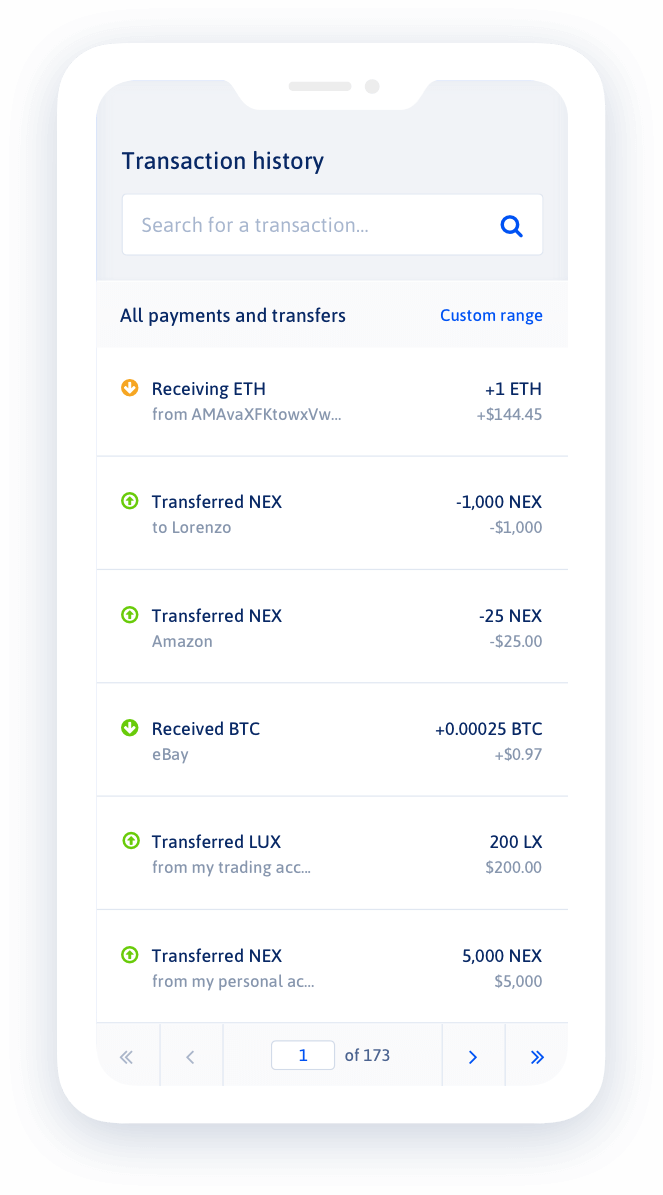 Transaction history
Search for a transaction...
All payments and transfers Custom range
Receiving ETH +1 ETH
from AMAvaXFKtowxVw... +$144.45
Transferred NEX -1,000 NEX
to Lorenzo -$1,000
Transferred NEX -25 NEX
Amazon -$25.00
Received BTC +0.00025 BTC
eBay +$0.97
Transferred LUX 200 LX
from my trading acc... $200.00
Transferred NEX 5,000 NEX
from my personal ac... $5,000
1 of 173